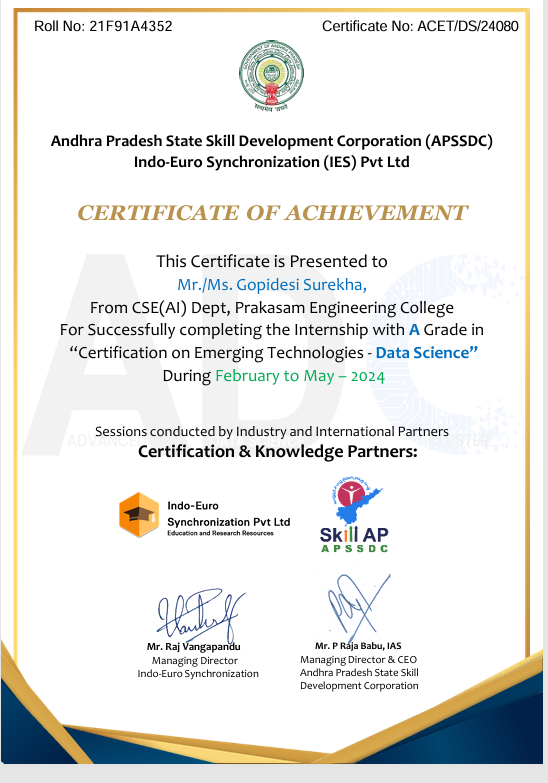 Roll No: 21F91A4352
Certificate No: ACET/DS/24080
सत्यमेव जयते
Andhra Pradesh State Skill Development Corporation (APSSDC)
Indo-Euro Synchronization (IES) Pvt Ltd
CERTIFICATE OF ACHIEVEMENT
This Certificate is Presented to
Mr./Ms. Gopidesi Surekha,
From CSE(AI) Dept, Prakasam Engineering College
For Successfully completing the Internship with A Grade in
“Certification on Emerging Technologies - Data Science”
During February to May – 2024
Sessions conducted by Industry and International Partners
Certification & Knowledge Partners:
Indo-Euro
Synchronization Pvt Ltd
Education and Research Resources
Skill AP
APSSDC
Mr. Raj Vangapandu
Managing Director
Indo-Euro Synchronization
Mr. P Raja Babu, IAS
Managing Director & CEO
Andhra Pradesh State Skill
Development Corporation